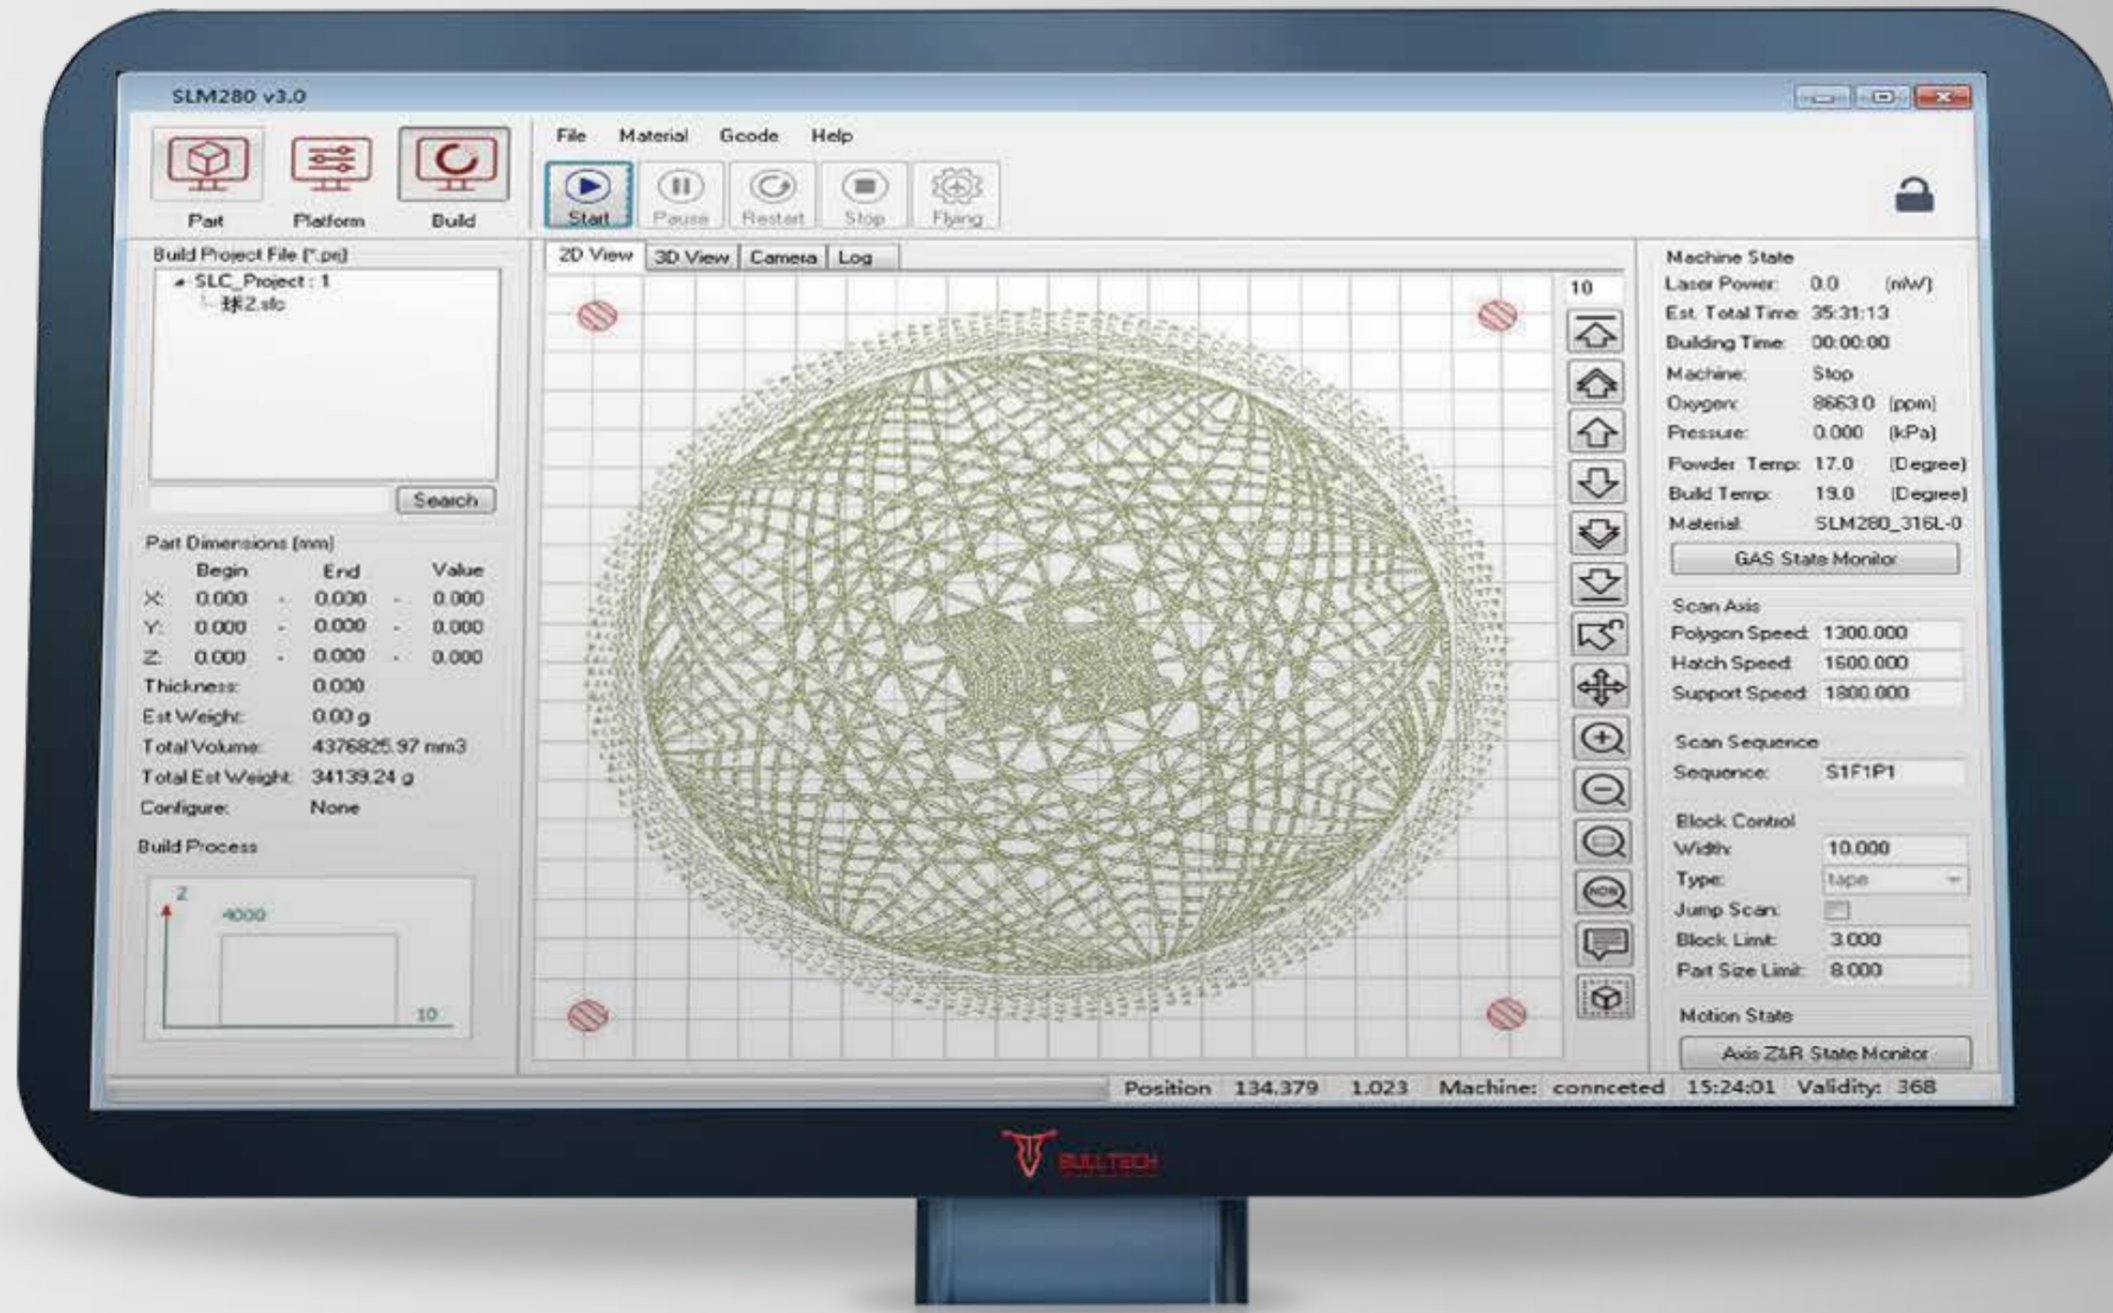 SLM280 v3.0
Part
Platform
Build
File Material Gcode Help
Start Pause Restart Stop Flying
Build Project File (*.prj)
SLC_Project : 1
球2.slc
Search
Part Dimensions (mm)
Begin End Value
X: 0.000 - 0.000 - 0.000
Y: 0.000 - 0.000 - 0.000
Z: 0.000 - 0.000 - 0.000
Thickness: 0.000
Est Weight: 0.00 g
Total Volume: 4376825.97 mm3
Total Est Weight: 34139.24 g
Configure: None
Build Process
Z
4000
10
2D View 3D View Camera Log
10
NON
Machine State
Laser Power: 0.0 (mW)
Est. Total Time: 35:31:13
Building Time: 00:00:00
Machine: Stop
Oxygen: 8663.0 (ppm)
Pressure: 0.000 (kPa)
Powder Temp: 17.0 (Degree)
Build Temp: 19.0 (Degree)
Material: SLM280_316L-0
GAS State Monitor
Scan Axis
Polygon Speed: 1300.000
Hatch Speed: 1600.000
Support Speed: 1800.000
Scan Sequence
Sequence: S1F1P1
Block Control
Width: 10.000
Type: tape
Jump Scan:
Block Limit: 3.000
Part Size Limit: 8.000
Motion State
Axis Z&R State Monitor
Position 134.379 1.023 Machine: connceted 15:24:01 Validity: 368
BULLTECH